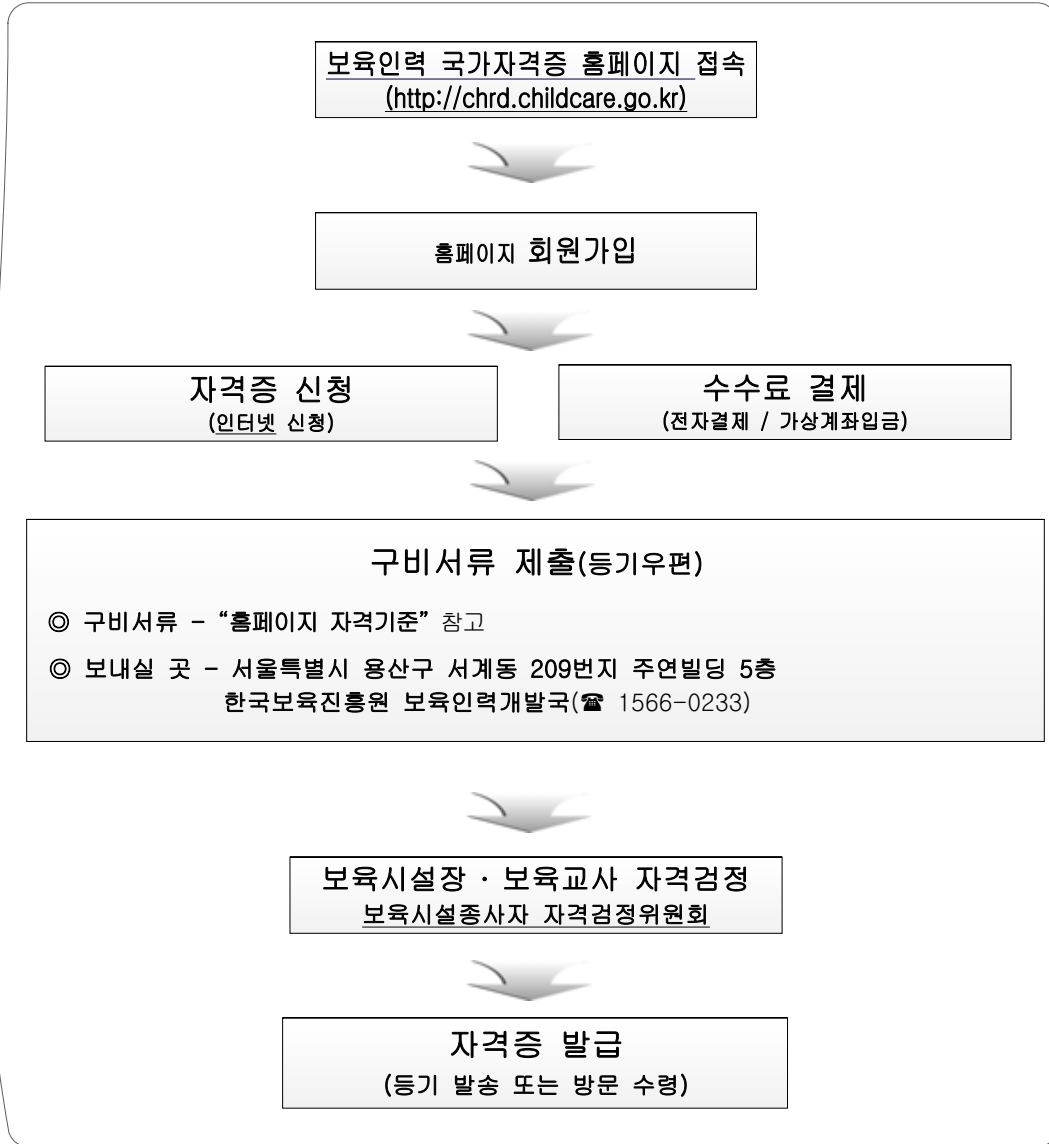 보육인력 국가자격증 홈페이지 접속
(http://chrd.childcare.go.kr)
홈페이지 회원가입
자격증 신청
(인터넷 신청)
수수료 결제
(전자결제 / 가상계좌입금)
구비서류 제출(등기우편)
◎ 구비서류 - “홈페이지 자격기준” 참고
◎ 보내실 곳 - 서울특별시 용산구 서계동 209번지 주연빌딩 5층
한국보육진흥원 보육인력개발국(☎ 1566-0233)
보육시설장 · 보육교사 자격검정
보육시설종사자 자격검정위원회
자격증 발급
(등기 발송 또는 방문 수령)